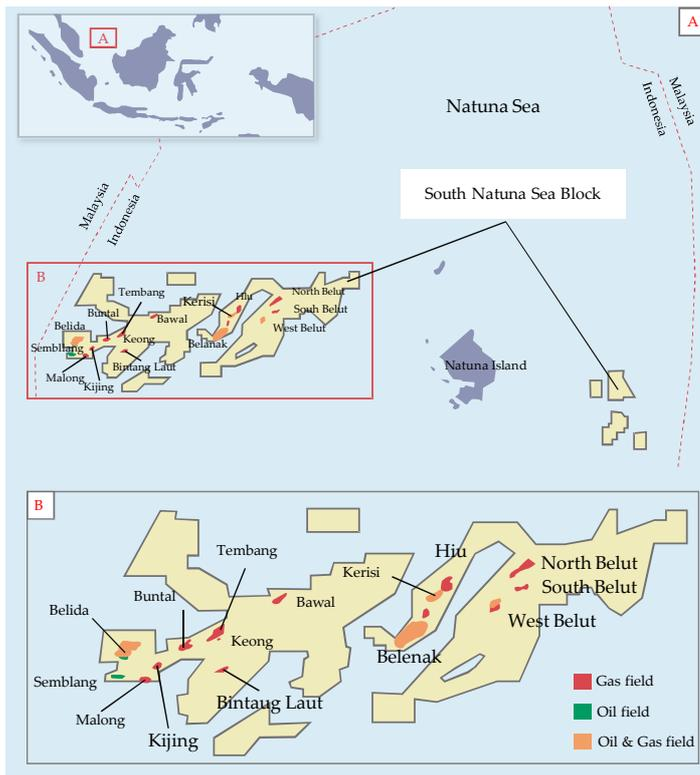 A
A
Natuna Sea
Malaysia
Indonesia
South Natuna Sea Block
Malaysia
Indonesia
B
Tembang
Buntal
Belida
Semblang
Malong
Kijing
Keong
Bintang Laut
Bawal
Kerisi
Hiu
Belanak
North Belut
South Belut
West Belut
Natuna Island
B
Tembang
Buntal
Belida
Semblang
Malong
Kijing
Keong
Bintaug Laut
Bawal
Kerisi
Hiu
Belenak
North Belut
South Belut
West Belut
Gas field
Oil field
Oil & Gas field